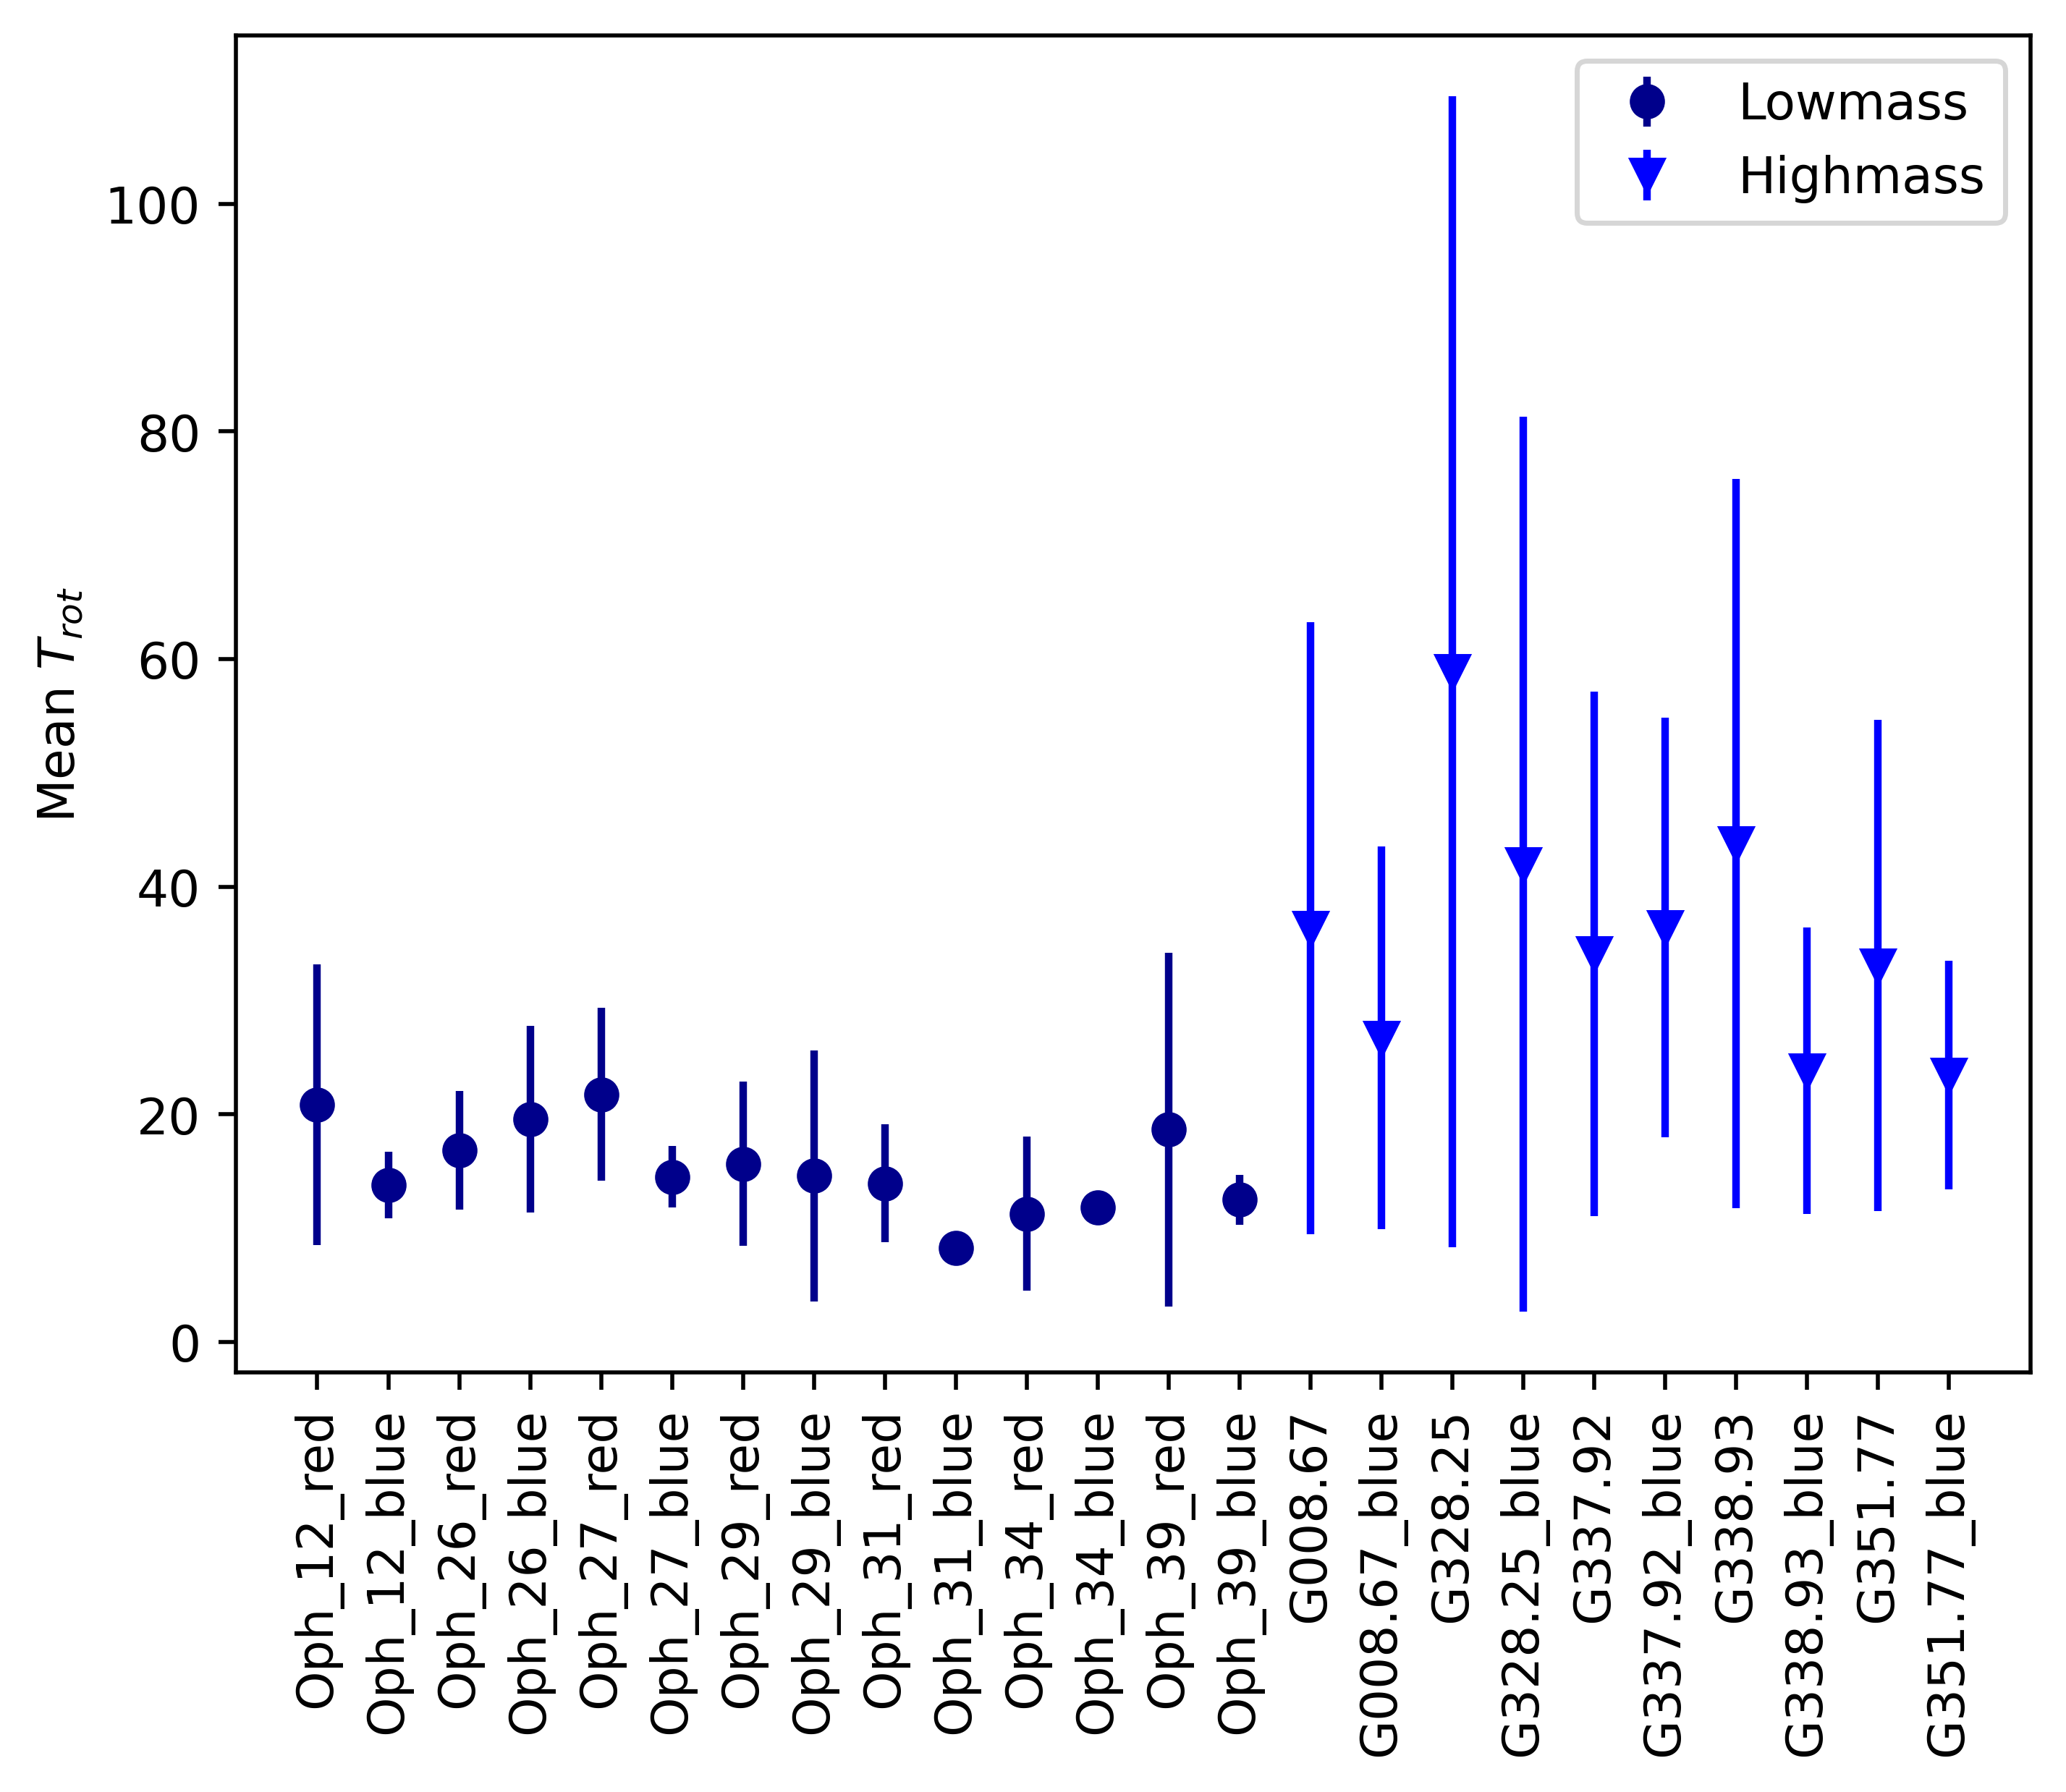 Lowmass
Highmass
Mean T_rot
100
80
60
40
20
0
Oph_12_red
Oph_12_blue
Oph_26_red
Oph_26_blue
Oph_27_red
Oph_27_blue
Oph_29_red
Oph_29_blue
Oph_31_red
Oph_31_blue
Oph_34_red
Oph_34_blue
Oph_39_red
Oph_39_blue
G008.67
G008.67_blue
G328.25
G328.25_blue
G337.92
G337.92_blue
G338.93
G338.93_blue
G351.77
G351.77_blue